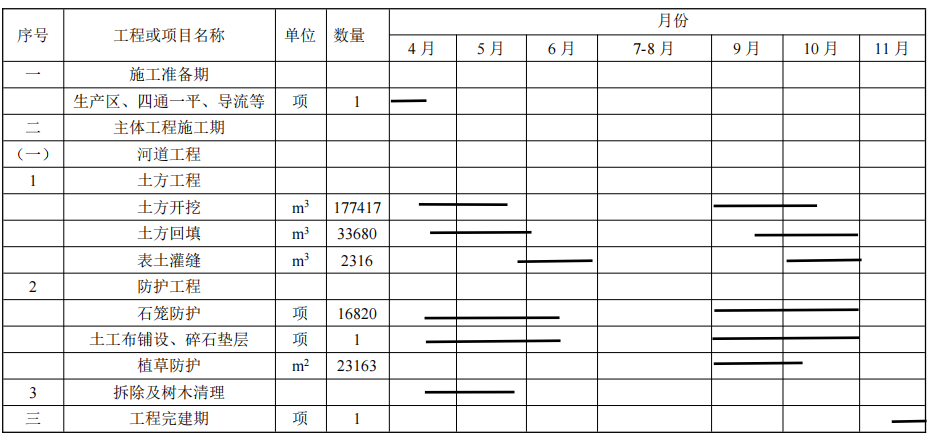 序号 工程或项目名称 单位 数量 月份
4月 5月 6月 7-8月 9月 10月 11月
一 施工准备期
生产区、四通一平、导流等 项 1
二 主体工程施工期
（一） 河道工程
1 土方工程
土方开挖 m³ 177417
土方回填 m³ 33680
表土灌缝 m³ 2316
2 防护工程
石笼防护 项 16820
土工布铺设、碎石垫层 项 1
植草防护 m² 23163
3 拆除及树木清理
三 工程完建期 项 1